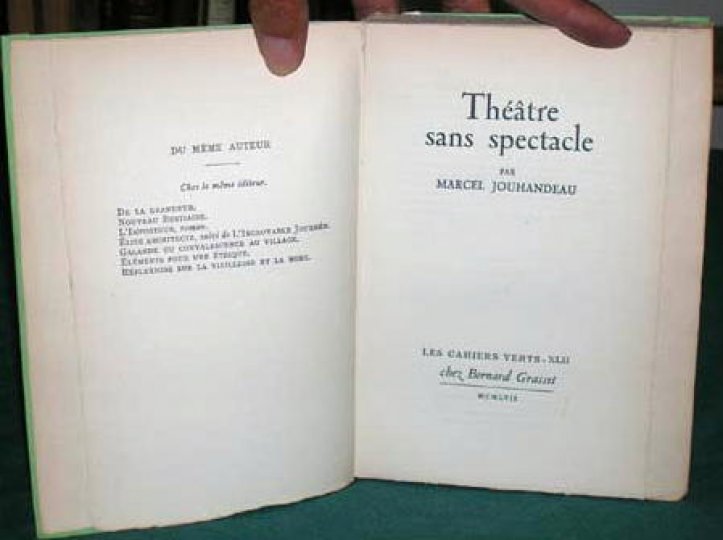 DU MÊME AUTEUR
Chez le même éditeur.
DE LA GRANDEUR.
NOUVEAU BESTIAIRE.
L'IMPOSTEUR, roman.
ÉLISE ARCHITECTE, suivi de L'INCROYABLE JOURNÉE.
GALANDE OU CONVALESCENCE AU VILLAGE.
ÉLÉMENTS POUR UNE ÉTHIQUE.
RÉFLEXIONS SUR LA VIEILLESSE ET LA MORT.
Théâtre
sans spectacle
PAR
MARCEL JOUHANDEAU
LES CAHIERS VERTS-XLII
chez Bernard Grasset
MCMLVII